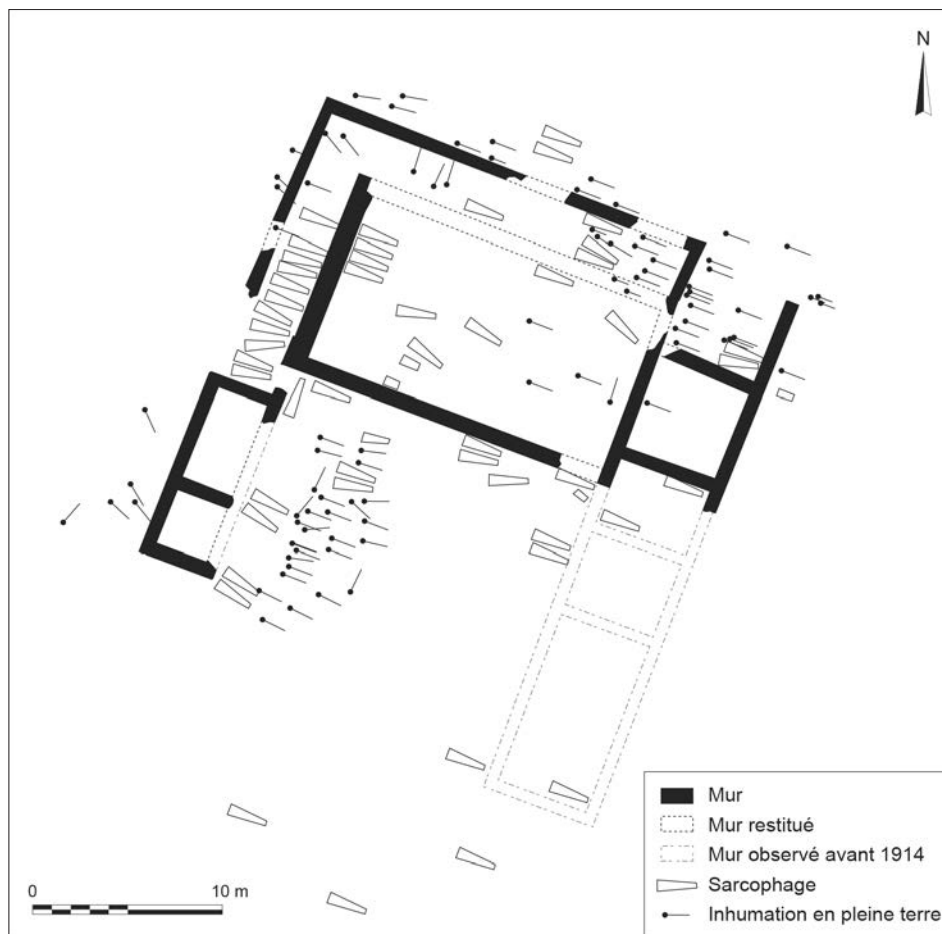 N
Mur
Mur restitué
Mur observé avant 1914
Sarcophage
Inhumation en pleine terre
0 10 m